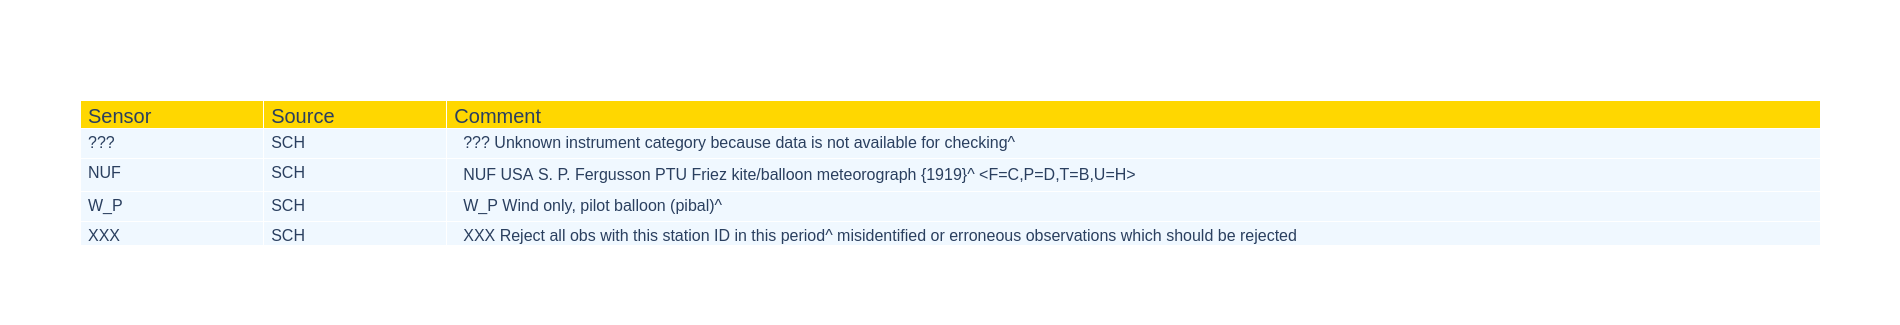 Sensor Source Comment
??? SCH ??? Unknown instrument category because data is not available for checking^
NUF SCH NUF USA S. P. Fergusson PTU Friez kite/balloon meteorograph {1919}^ <F=C,P=D,T=B,U=H>
W_P SCH W_P Wind only, pilot balloon (pibal)^
XXX SCH XXX Reject all obs with this station ID in this period^ misidentified or erroneous observations which should be rejected